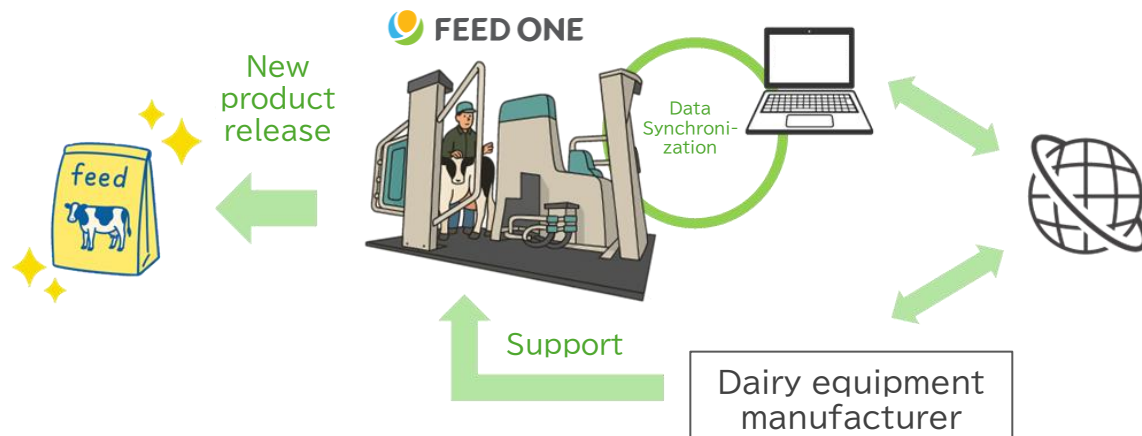 FEED ONE
New
product
release
Data
Synchroni-
zation
feed
Support
Dairy equipment
manufacturer